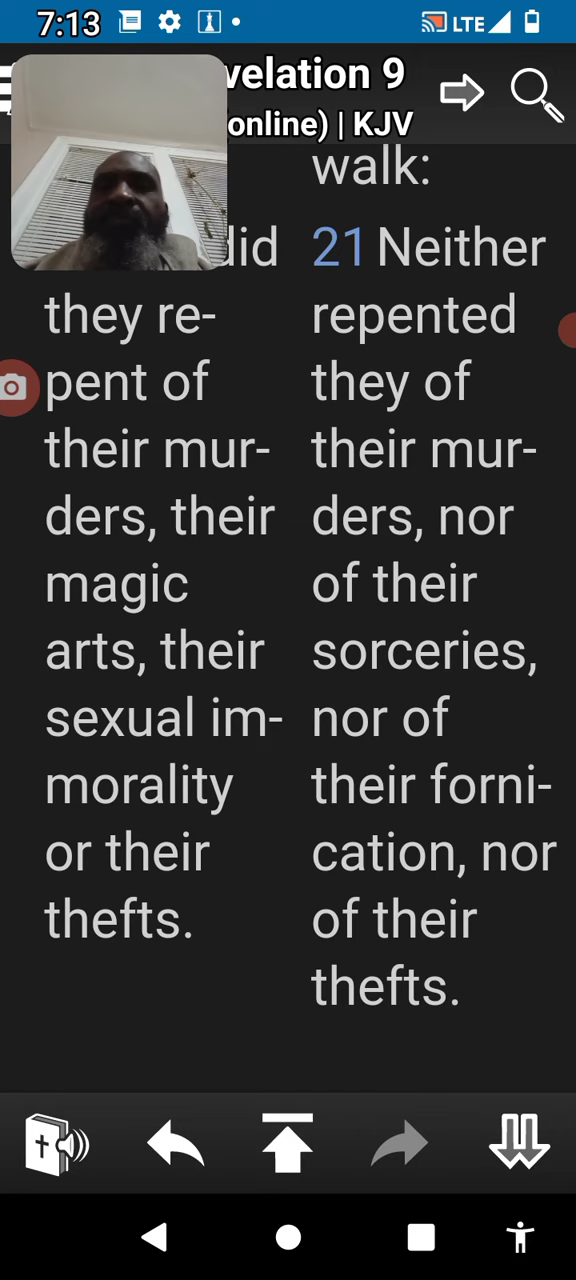 7:13
LTE
velation 9
(online) | KJV
did
they re-
pent of
their mur-
ders, their
magic
arts, their
sexual im-
morality
or their
thefts.
walk:
21 Neither
repented
they of
their mur-
ders, nor
of their
sorceries,
nor of
their forni-
cation, nor
of their
thefts.